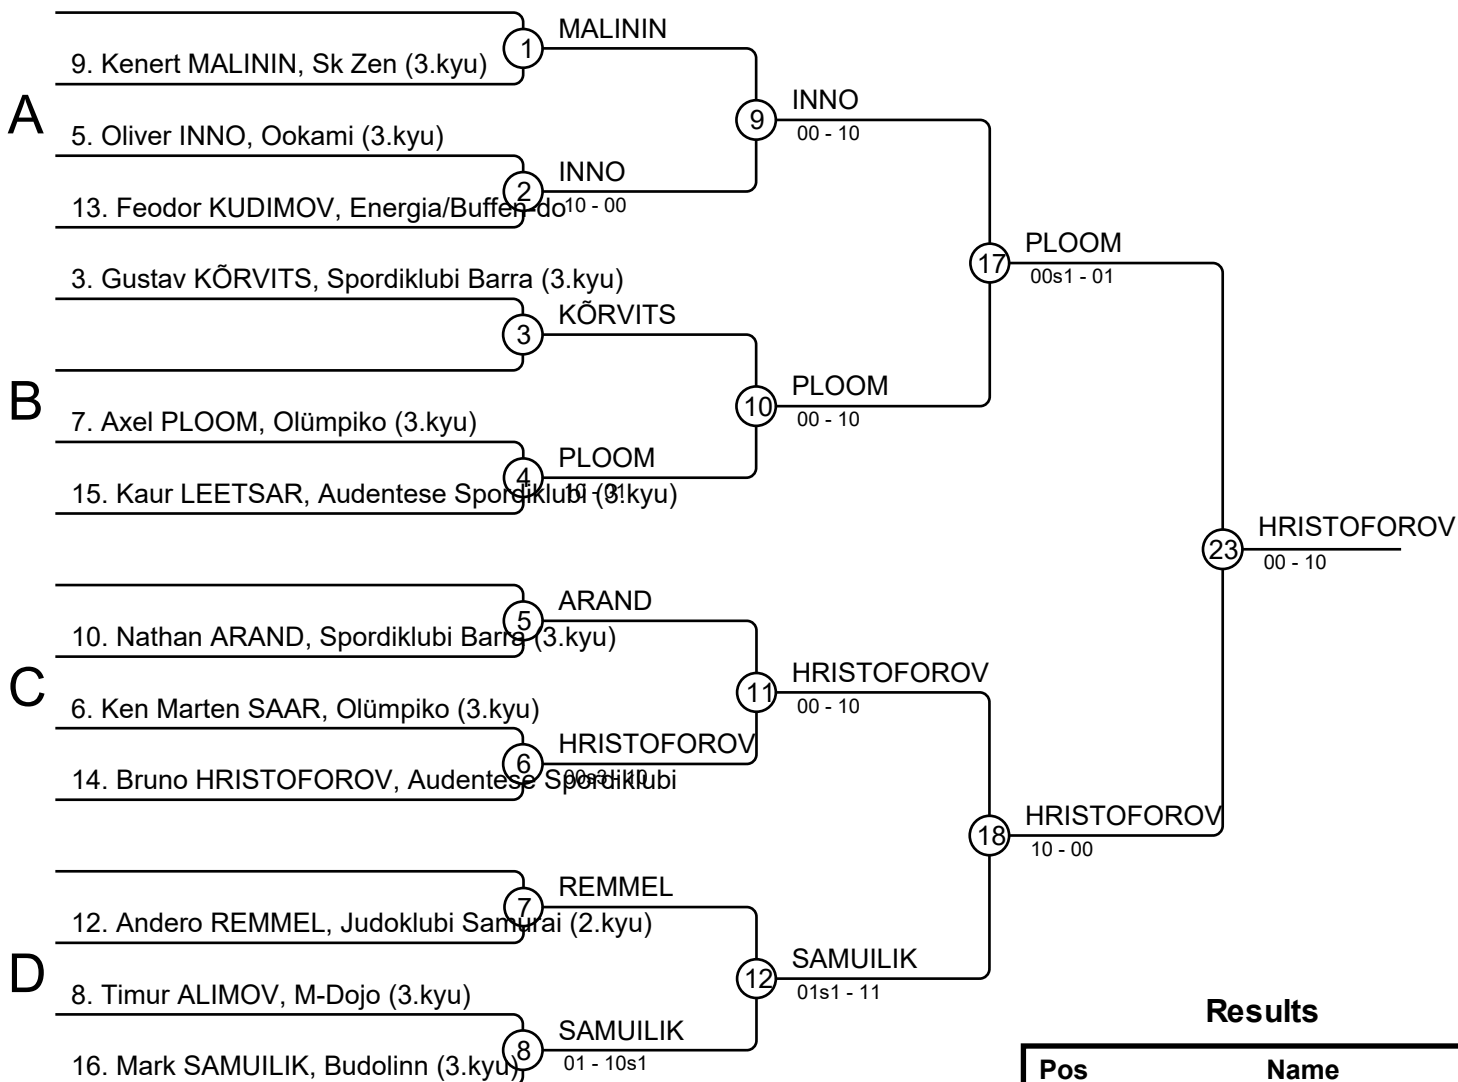 MALININ
1
9. Kenert MALININ, Sk Zen (3.kyu)
A
INNO
9
00 - 10
5. Oliver INNO, Ookami (3.kyu)
INNO
2
10 - 00
13. Feodor KUDIMOV, Energia/Buffen-do
PLOOM
17
00s1 - 01
3. Gustav KÕRVITS, Spordiklubi Barra (3.kyu)
KÕRVITS
3
B
PLOOM
10
00 - 10
7. Axel PLOOM, Olümpiko (3.kyu)
PLOOM
4
15. Kaur LEETSAR, Audentese Spordiklubi (3.kyu)
HRISTOFOROV
23
00 - 10
ARAND
5
10. Nathan ARAND, Spordiklubi Barra (3.kyu)
C
HRISTOFOROV
11
00 - 10
6. Ken Marten SAAR, Olümpiko (3.kyu)
HRISTOFOROV
6
14. Bruno HRISTOFOROV, Audentese Spordiklubi
HRISTOFOROV
18
10 - 00
REMMEL
7
12. Andero REMMEL, Judoklubi Samurai (2.kyu)
D
SAMUILIK
12
01s1 - 11
8. Timur ALIMOV, M-Dojo (3.kyu)
SAMUILIK
8
01 - 10s1
16. Mark SAMUILIK, Budolinn (3.kyu)
Results
Pos Name